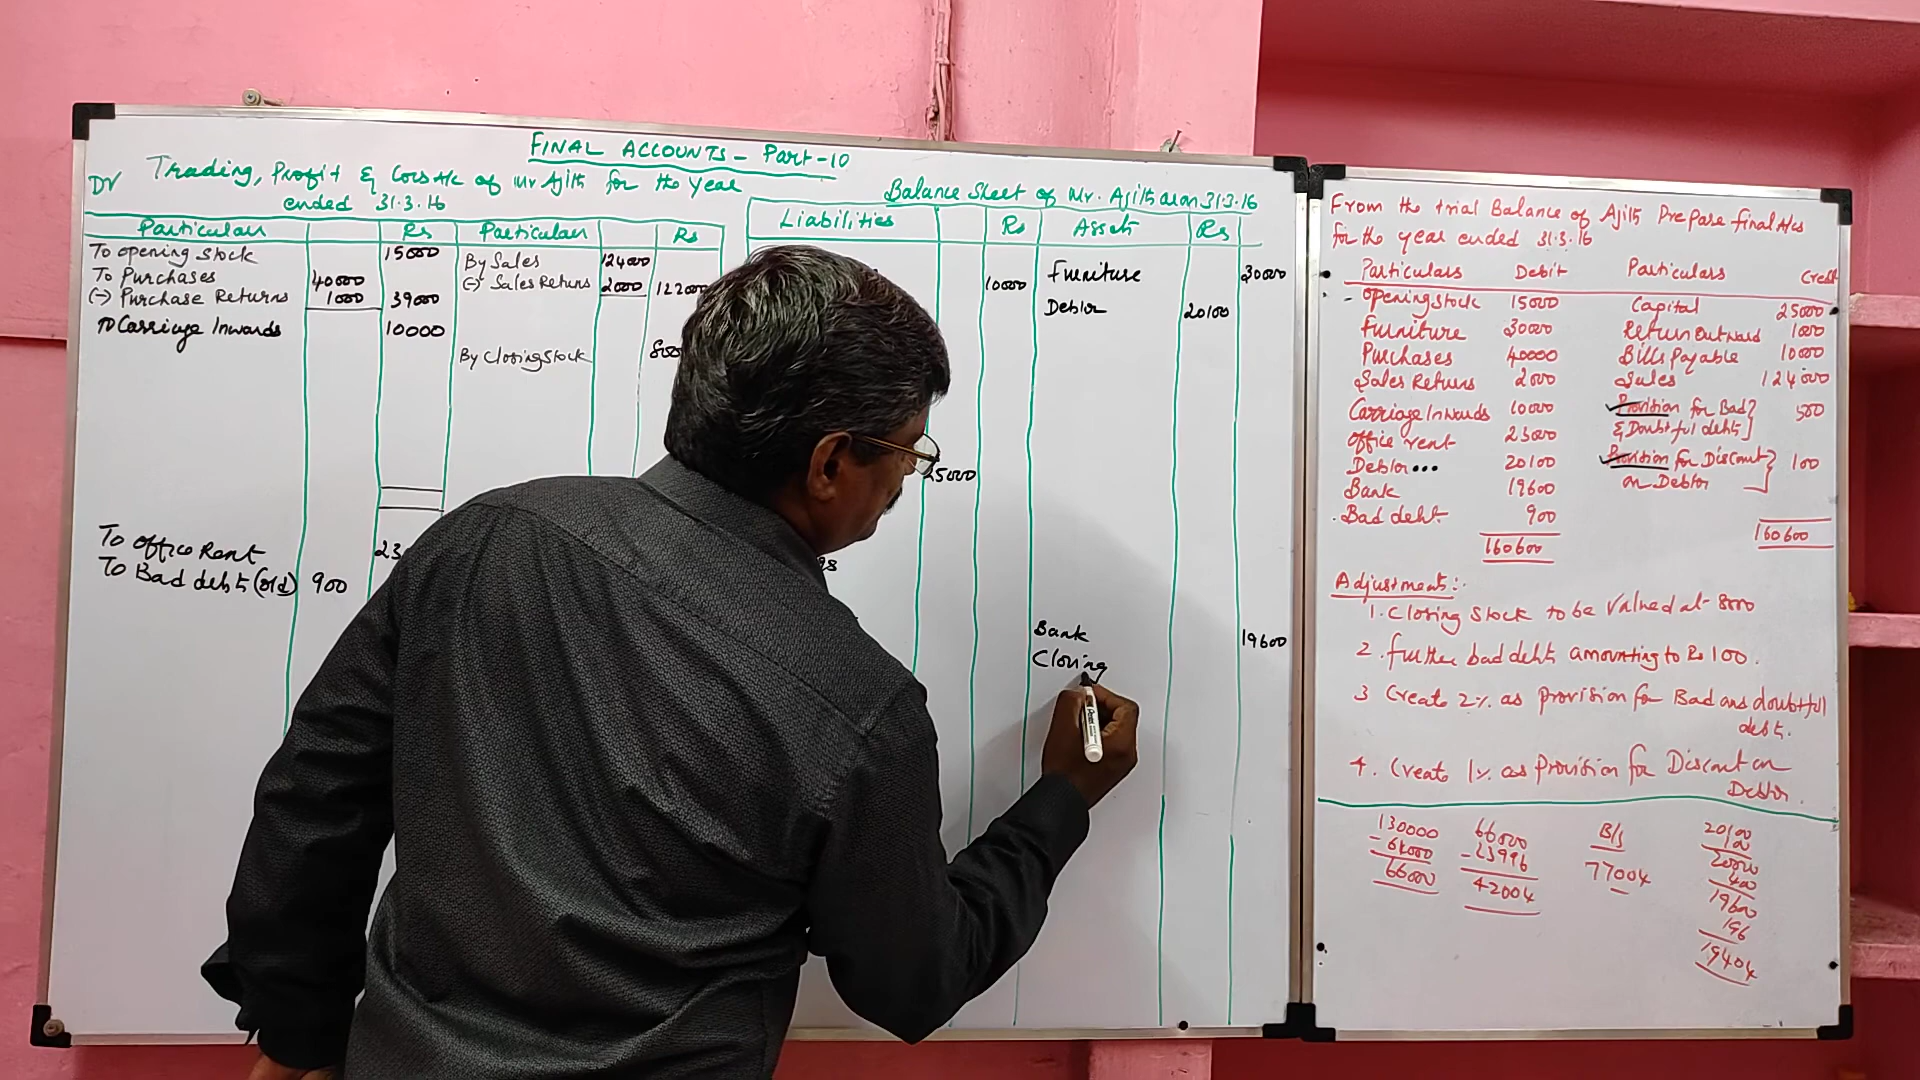 FINAL ACCOUNTS - Part-10
Dr Trading, Profit & Loss A/c of Mr Ajith for the Year
ended 31.3.16
Particulars Rs Particulars Rs
To opening stock 15000 By Sales 124000
To Purchases 40000 (-) Sales Returns 2000 122000
(-) Purchase Returns 1000 39000
To Carriage Inwards 10000
By Closing Stock 8000
To office Rent 23
To Bad debts (old) 900
Balance Sheet of Mr. Ajith as on 31.3.16
Liabilities Rs Assets Rs
10000 Furniture 30000
Debtor 20100
25000
Bank 19600
Closing
From the trial Balance of Ajith Prepare final A/cs
for the year ended 31.3.16
Particulars Debit Particulars Credit
opening stock 15000 Capital 25000
Furniture 30000 Return Outward 1000
Purchases 40000 Bills Payable 10000
Sales Returns 2000 Sales 124000
Carriage Inwards 10000 Provision for Bad 500
office rent 23000 & Doubtful debts
Debtor 20100 Provision for Discount 100
Bank 19600 on Debtor
Bad debt 900
160600 160600
Adjustments:
1. Closing Stock to be Valued at 8000
2. further bad debts amounting to Rs 100.
3 Create 2% as provision for Bad and doubtful
debt.
4. Create 1% as Provision for Discount on
Debtor.
130000 66000 B/s 20100
- 64000 - 23996 77004 100
66000 42004 20000
400
19600
196
19404